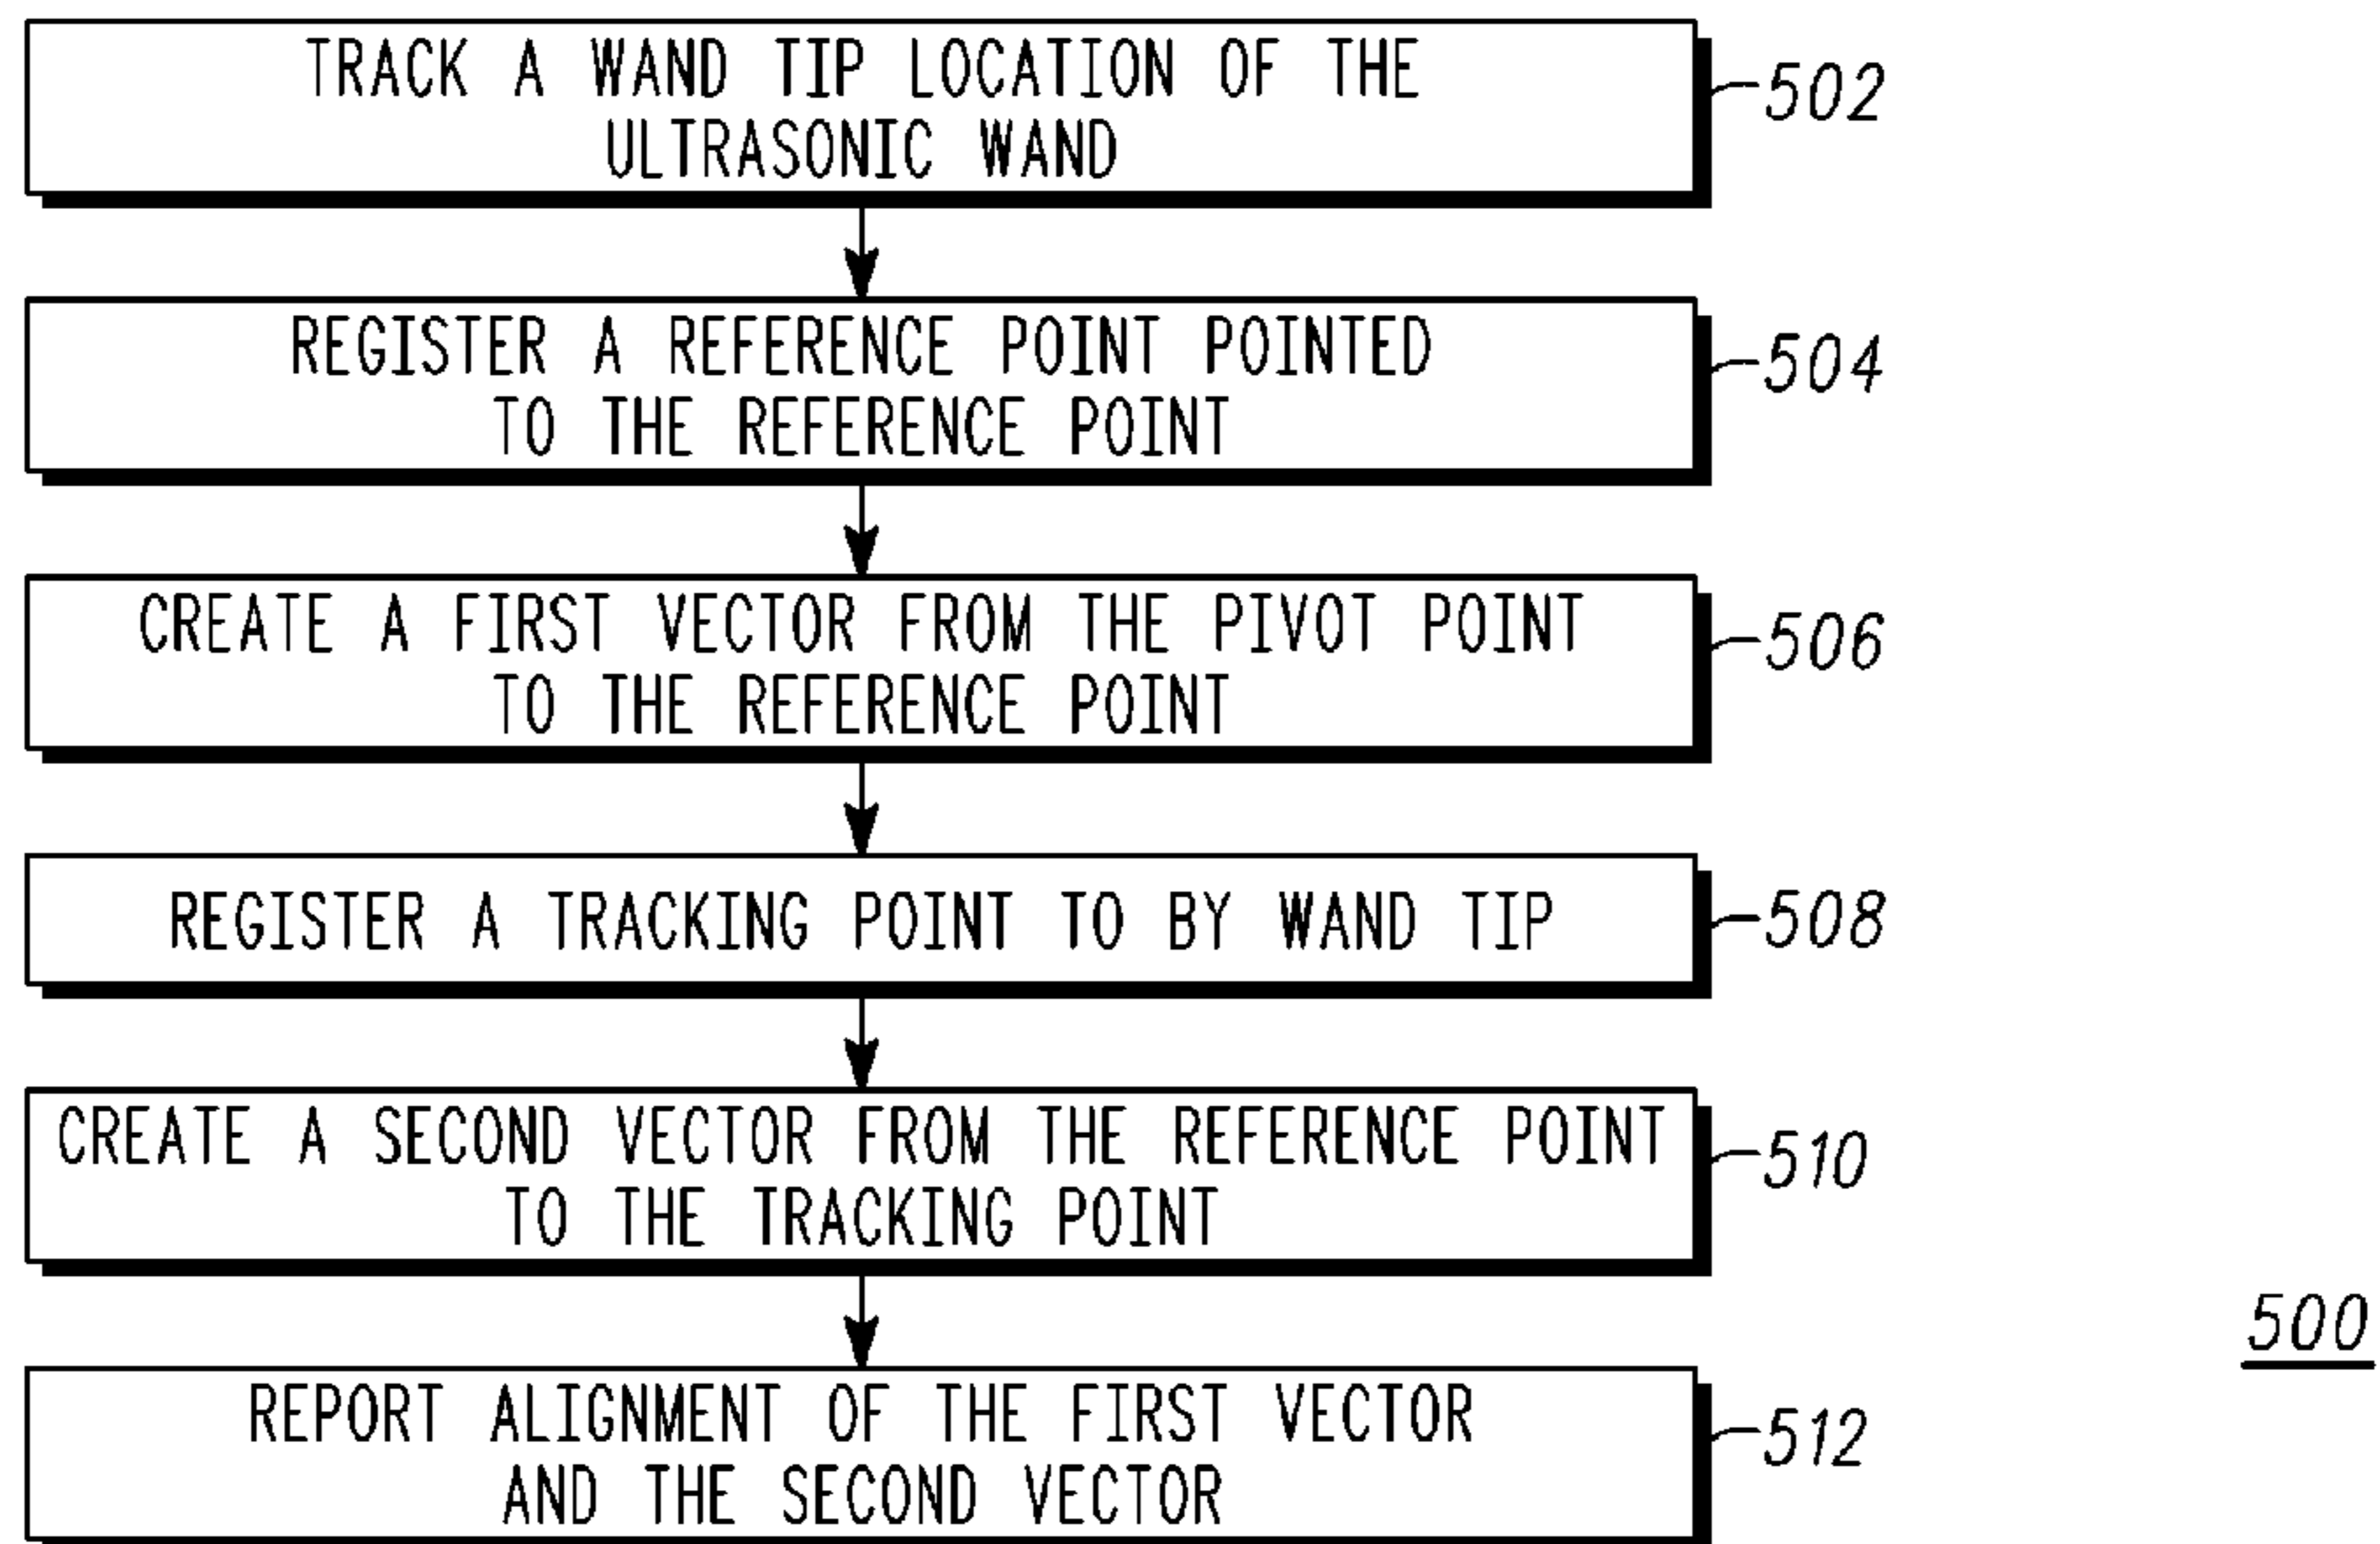 TRACK A WAND TIP LOCATION OF THE
ULTRASONIC WAND
502
REGISTER A REFERENCE POINT POINTED
TO THE REFERENCE POINT
504
CREATE A FIRST VECTOR FROM THE PIVOT POINT
TO THE REFERENCE POINT
506
REGISTER A TRACKING POINT TO BY WAND TIP
508
CREATE A SECOND VECTOR FROM THE REFERENCE POINT
TO THE TRACKING POINT
510
REPORT ALIGNMENT OF THE FIRST VECTOR
AND THE SECOND VECTOR
512
500